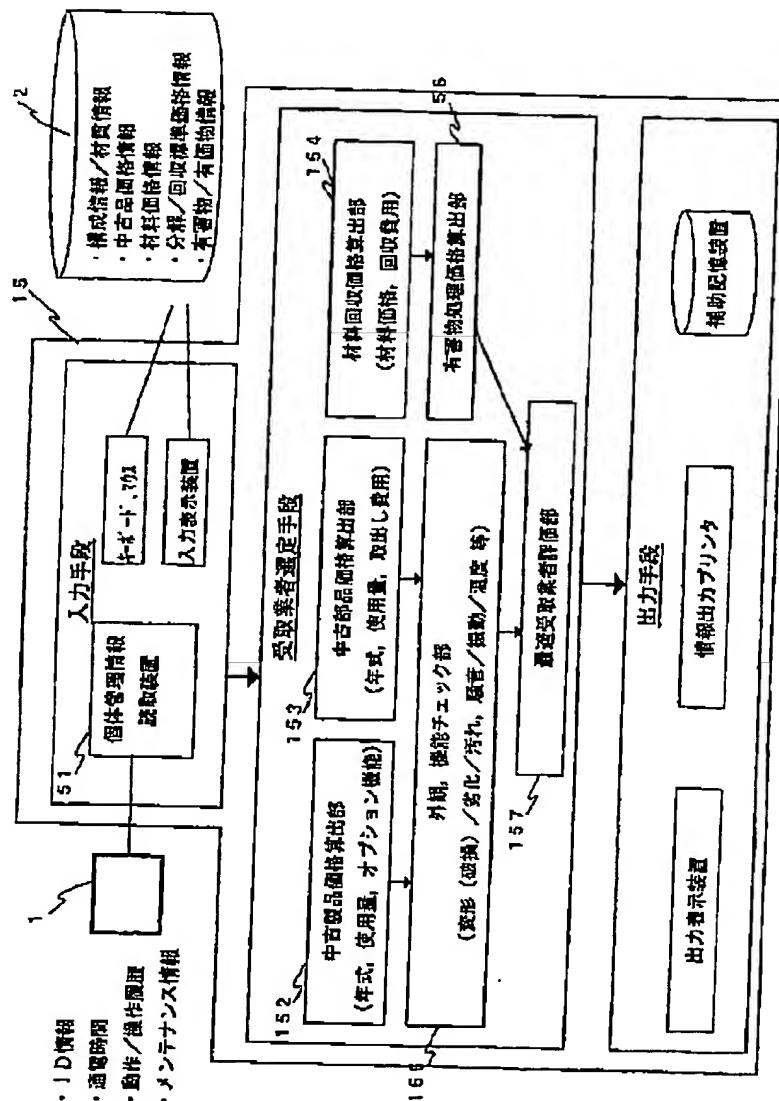 ・ID情報
・通電時間
・動作/操作履歴
・メンテナンス情報
1
51
個体管理情報
読取装置
入力手段
キーボード、マウス
入力表示装置
15
2
・構成情報/材質情報
・中古品価格情報
・材料価格情報
・分解/回収標準価格情報
・有害物/有価物情報
受取業者選定手段
152
中古製品価格算出部
(年式, 使用量, オプション機能)
153
中古部品価格算出部
(年式, 使用量, 取出し費用)
154
材料回収価格算出部
(材料価格, 回収費用)
外観, 機能チェック部
(変形(破損)/劣化/汚れ, 騒音/振動/温度 等)
56
有害物処理価格算出部
157
最適受取業者評価部
出力手段
出力表示装置
情報出力プリンタ
補助記憶装置